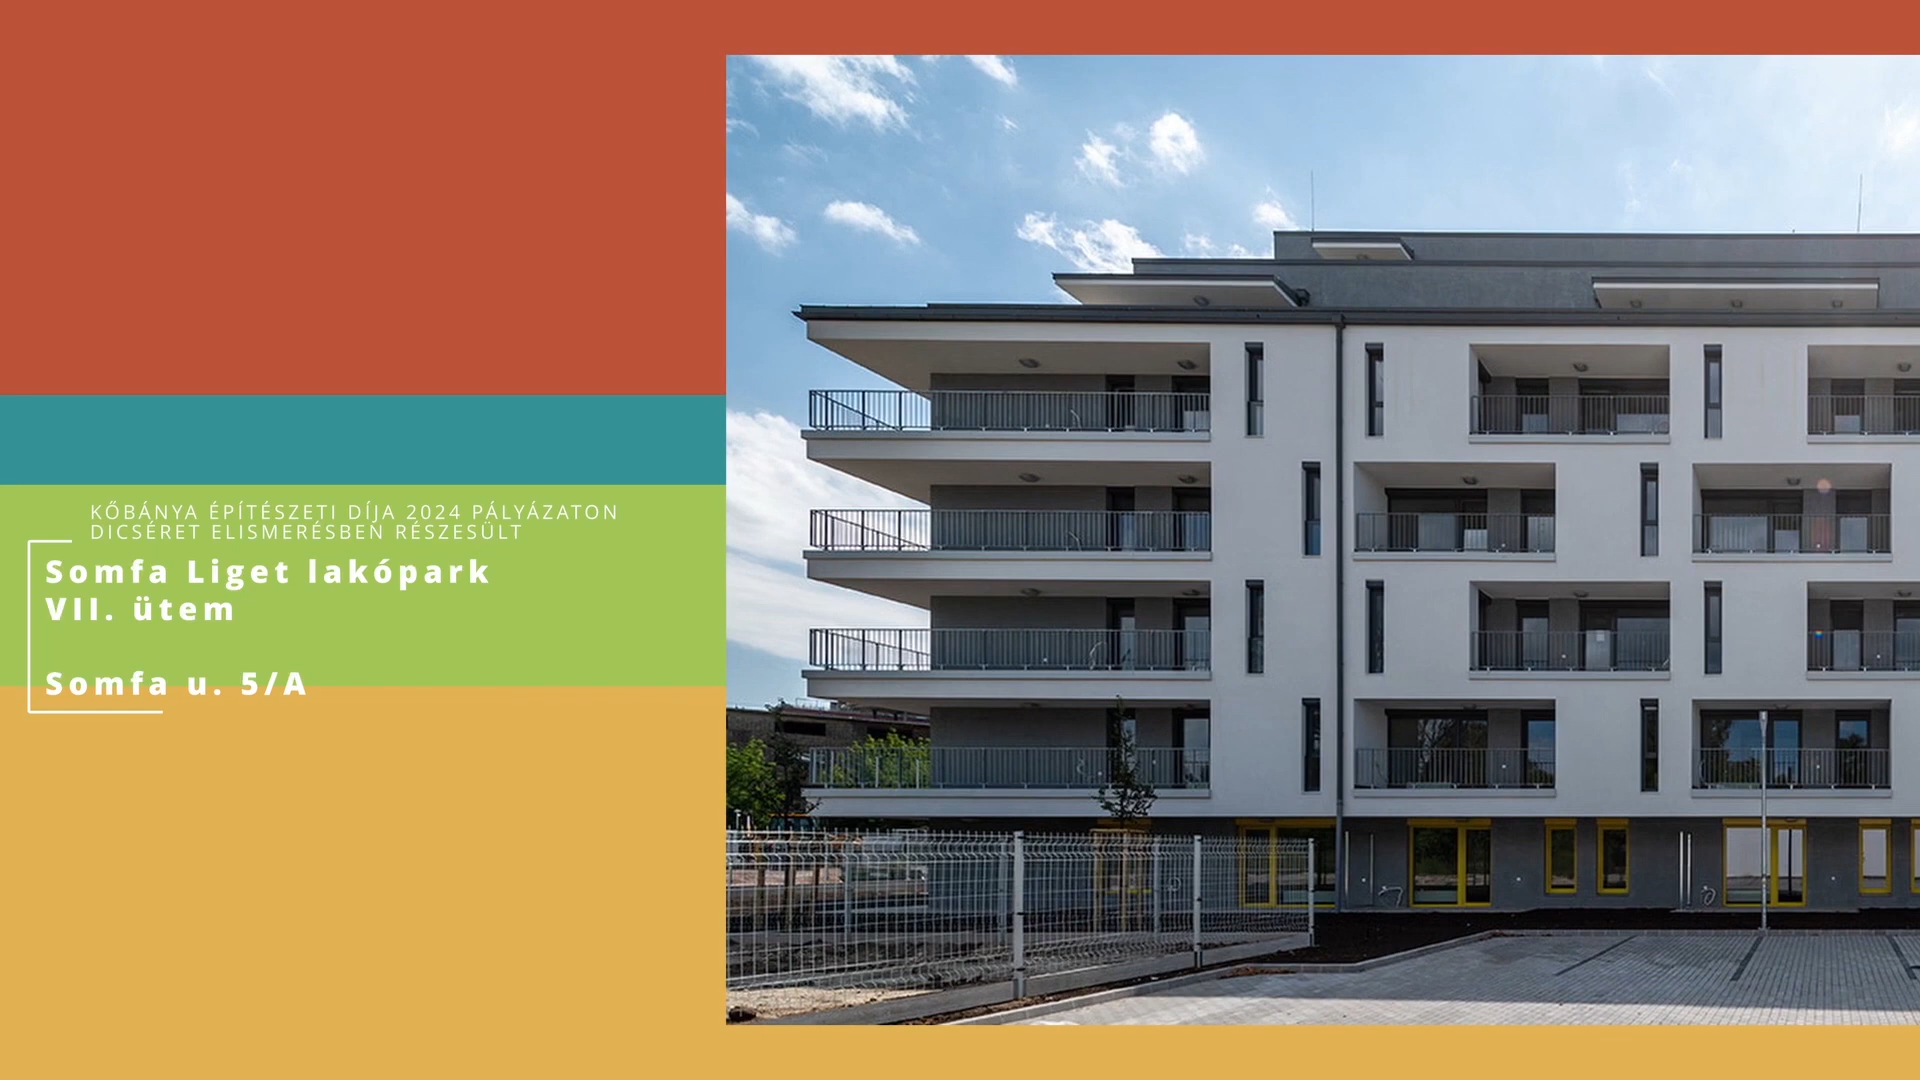 KŐBÁNYA ÉPÍTÉSZETI DÍJA 2024 PÁLYÁZATON
DICSÉRET ELISMERÉSBEN RÉSZESÜLT
Somfa Liget lakópark
VII. ütem
Somfa u. 5/A